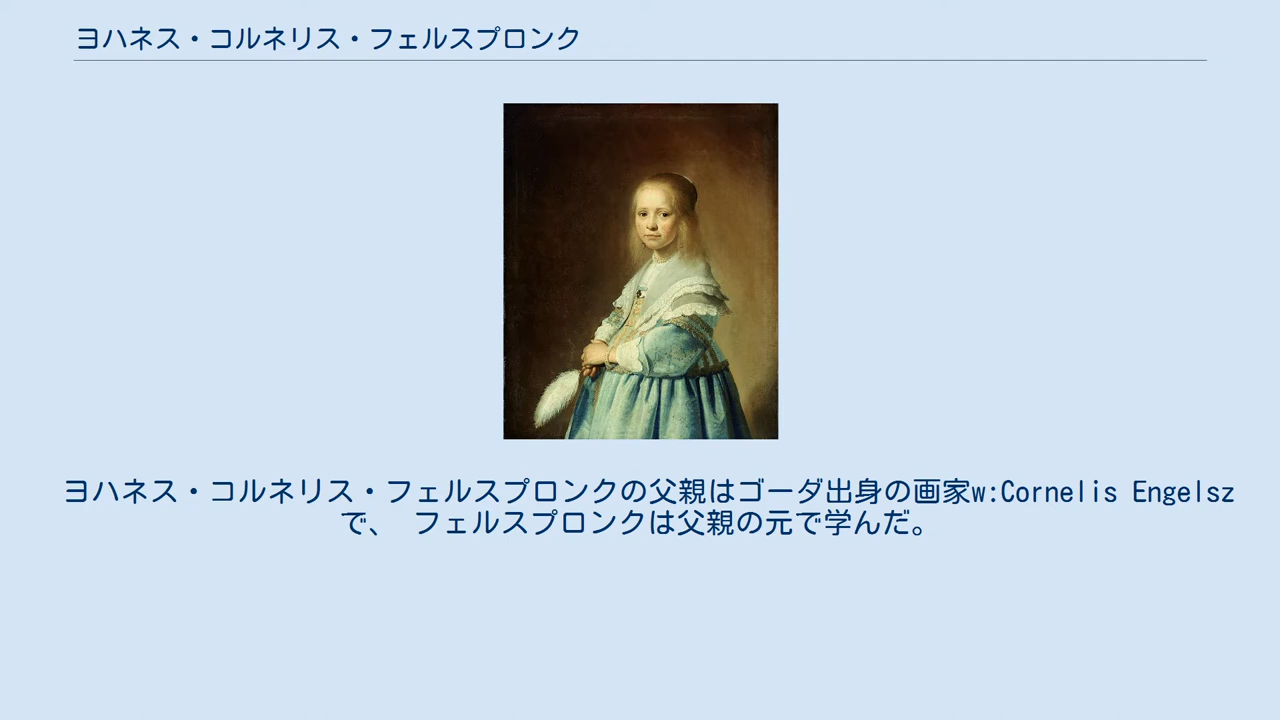 ヨハネス・コルネリス・フェルスプロンク
ヨハネス・コルネリス・フェルスプロンクの父親はゴーダ出身の画家w:Cornelis Engelsz
で、 フェルスプロンクは父親の元で学んだ。